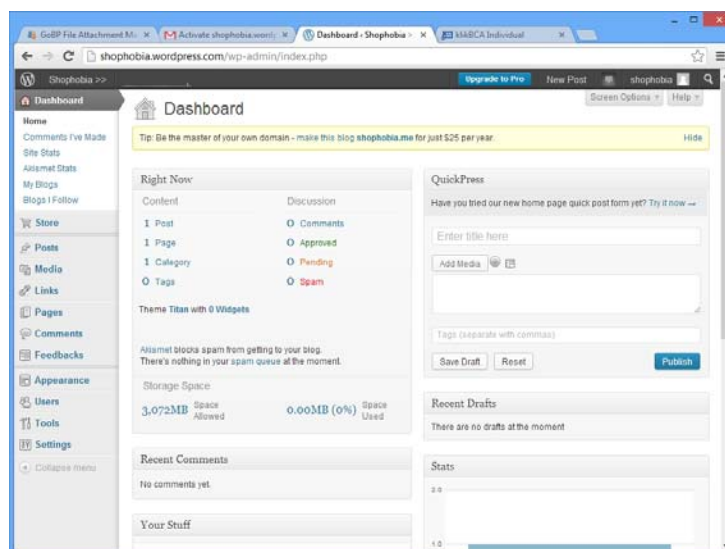 GoBP File Attachment M
Activate shophobia.wordp
Dashboard ‹ Shophobia >
kIABCA Individual
shophobia.wordpress.com/wp-admin/index.php
Shophobia >>
Upgrade to Pro
New Post
shophobia
Dashboard
Home
Comments I've Made
Site Stats
Akismet Stats
My Blogs
Blogs I Follow
Store
Posts
Media
Links
Pages
Comments
Feedbacks
Appearance
Users
Tools
Settings
Collapse menu
Dashboard
Screen Options
Help
Tip: Be the master of your own domain - make this blog shophobia.me for just $25 per year.
Hide
Right Now
Content
Discussion
1 Post
0 Comments
1 Page
0 Approved
1 Category
0 Pending
0 Tags
0 Spam
Theme Titan with 0 Widgets
Akismet blocks spam from getting to your blog.
There's nothing in your spam queue at the moment.
Storage Space
3,072MB Space Allowed
0.00MB (0%) Space Used
Recent Comments
No comments yet.
Your Stuff
QuickPress
Have you tried our new home page quick post form yet? Try it now →
Enter title here
Add Media
Tags (separate with commas)
Save Draft
Reset
Publish
Recent Drafts
There are no drafts at the moment
Stats
2.0
1.0